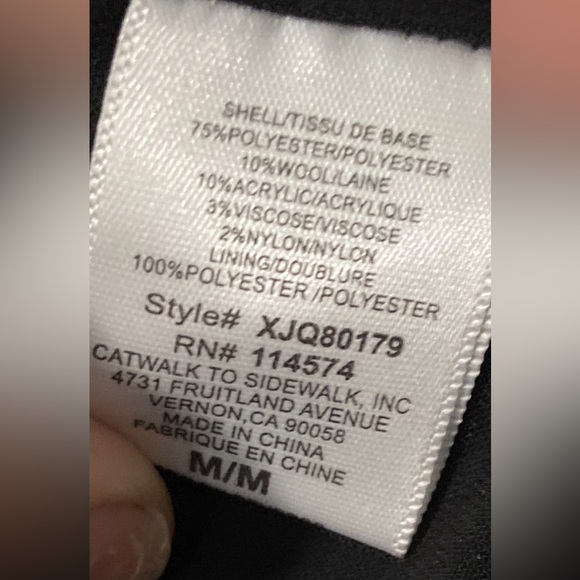 SHELL/TISSU DE BASE
75%POLYESTER/POLYESTER
10%WOOL/LAINE
10%ACRYLIC/ACRYLIQUE
3%VISCOSE/VISCOSE
2%NYLON/NYLON
LINING/DOUBLURE
100%POLYESTER /POLYESTER
Style# XJQ80179
RN# 114574
CATWALK TO SIDEWALK, INC
4731 FRUITLAND AVENUE
VERNON,CA 90058
MADE IN CHINA
FABRIQUE EN CHINE
M/M